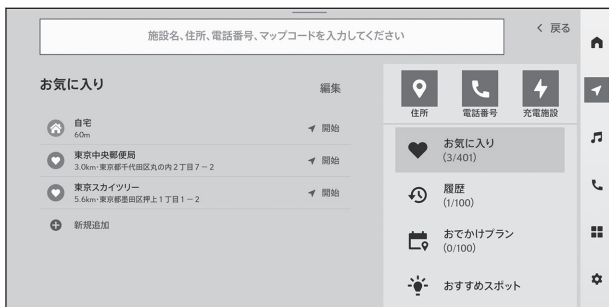 施設名、住所、電話番号、マップコードを入力してください
戻る
お気に入り
編集
自宅
60m
開始
東京中央郵便局
3.0km・東京都千代田区丸の内2丁目7－2
開始
東京スカイツリー
5.6km・東京都墨田区押上1丁目1－2
開始
新規追加
住所
電話番号
充電施設
お気に入り
(3/401)
履歴
(1/100)
おでかけプラン
(0/100)
おすすめスポット